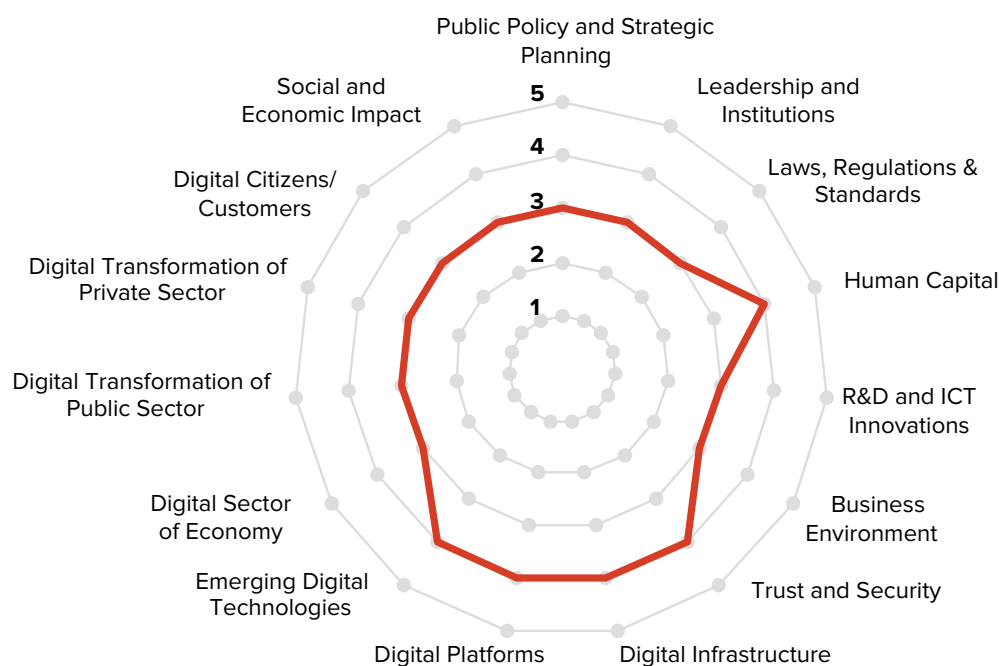 Public Policy and Strategic
Planning
Leadership and
Institutions
Laws, Regulations &
Standards
Human Capital
R&D and ICT
Innovations
Business
Environment
Trust and Security
Digital Infrastructure
Digital Platforms
Emerging Digital
Technologies
Digital Sector
of Economy
Digital Transformation of
Public Sector
Digital Transformation of
Private Sector
Digital Citizens/
Customers
Social and
Economic Impact
5
4
3
2
1